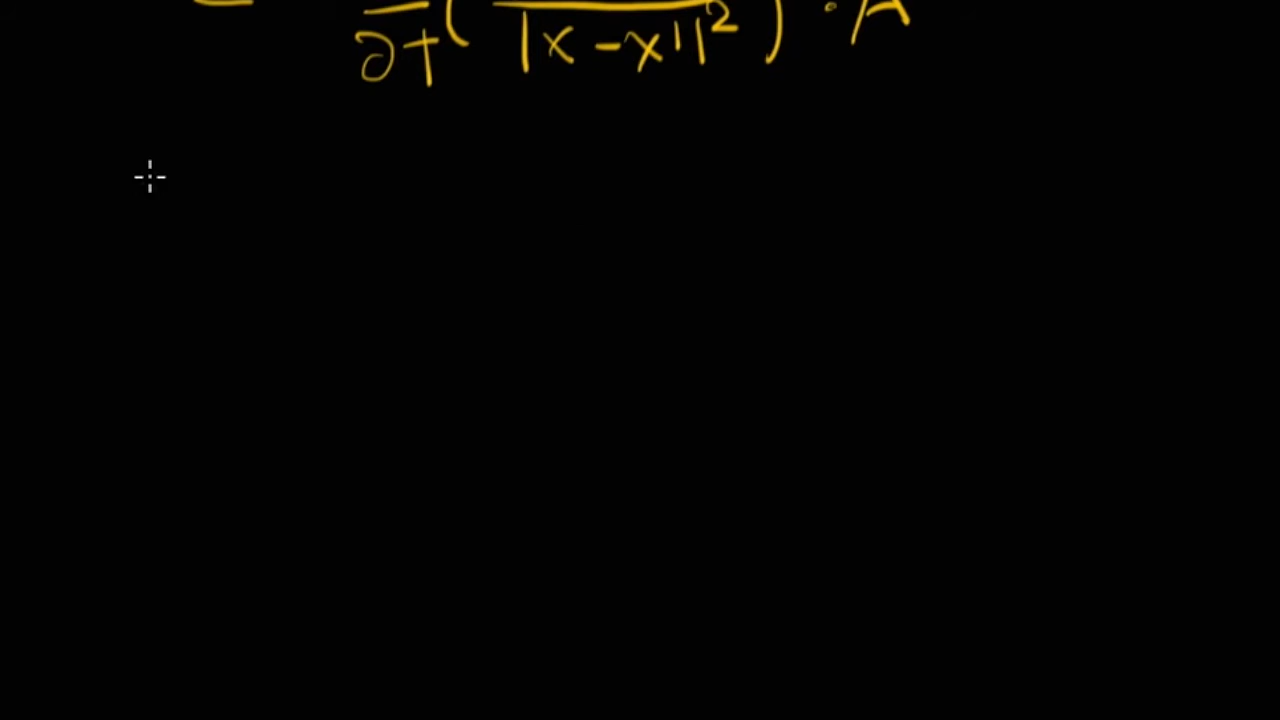 ∂t ( |x - x'|² ) ·